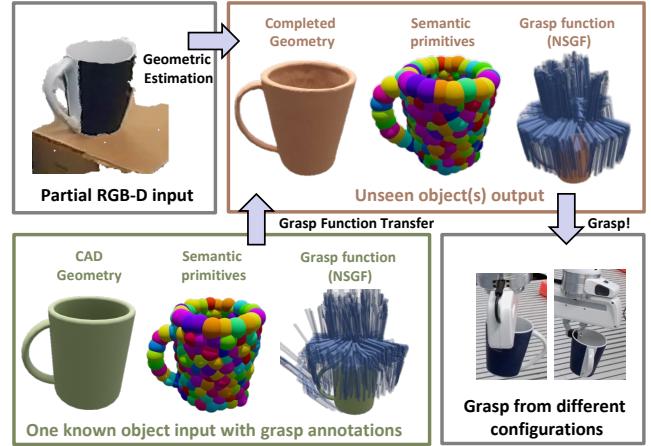 Geometric
Estimation
Partial RGB-D input
Completed
Geometry
Semantic
primitives
Grasp function
(NSGF)
Unseen object(s) output
Grasp Function Transfer
Grasp!
CAD
Geometry
Semantic
primitives
Grasp function
(NSGF)
One known object input with grasp annotations
Grasp from different
configurations